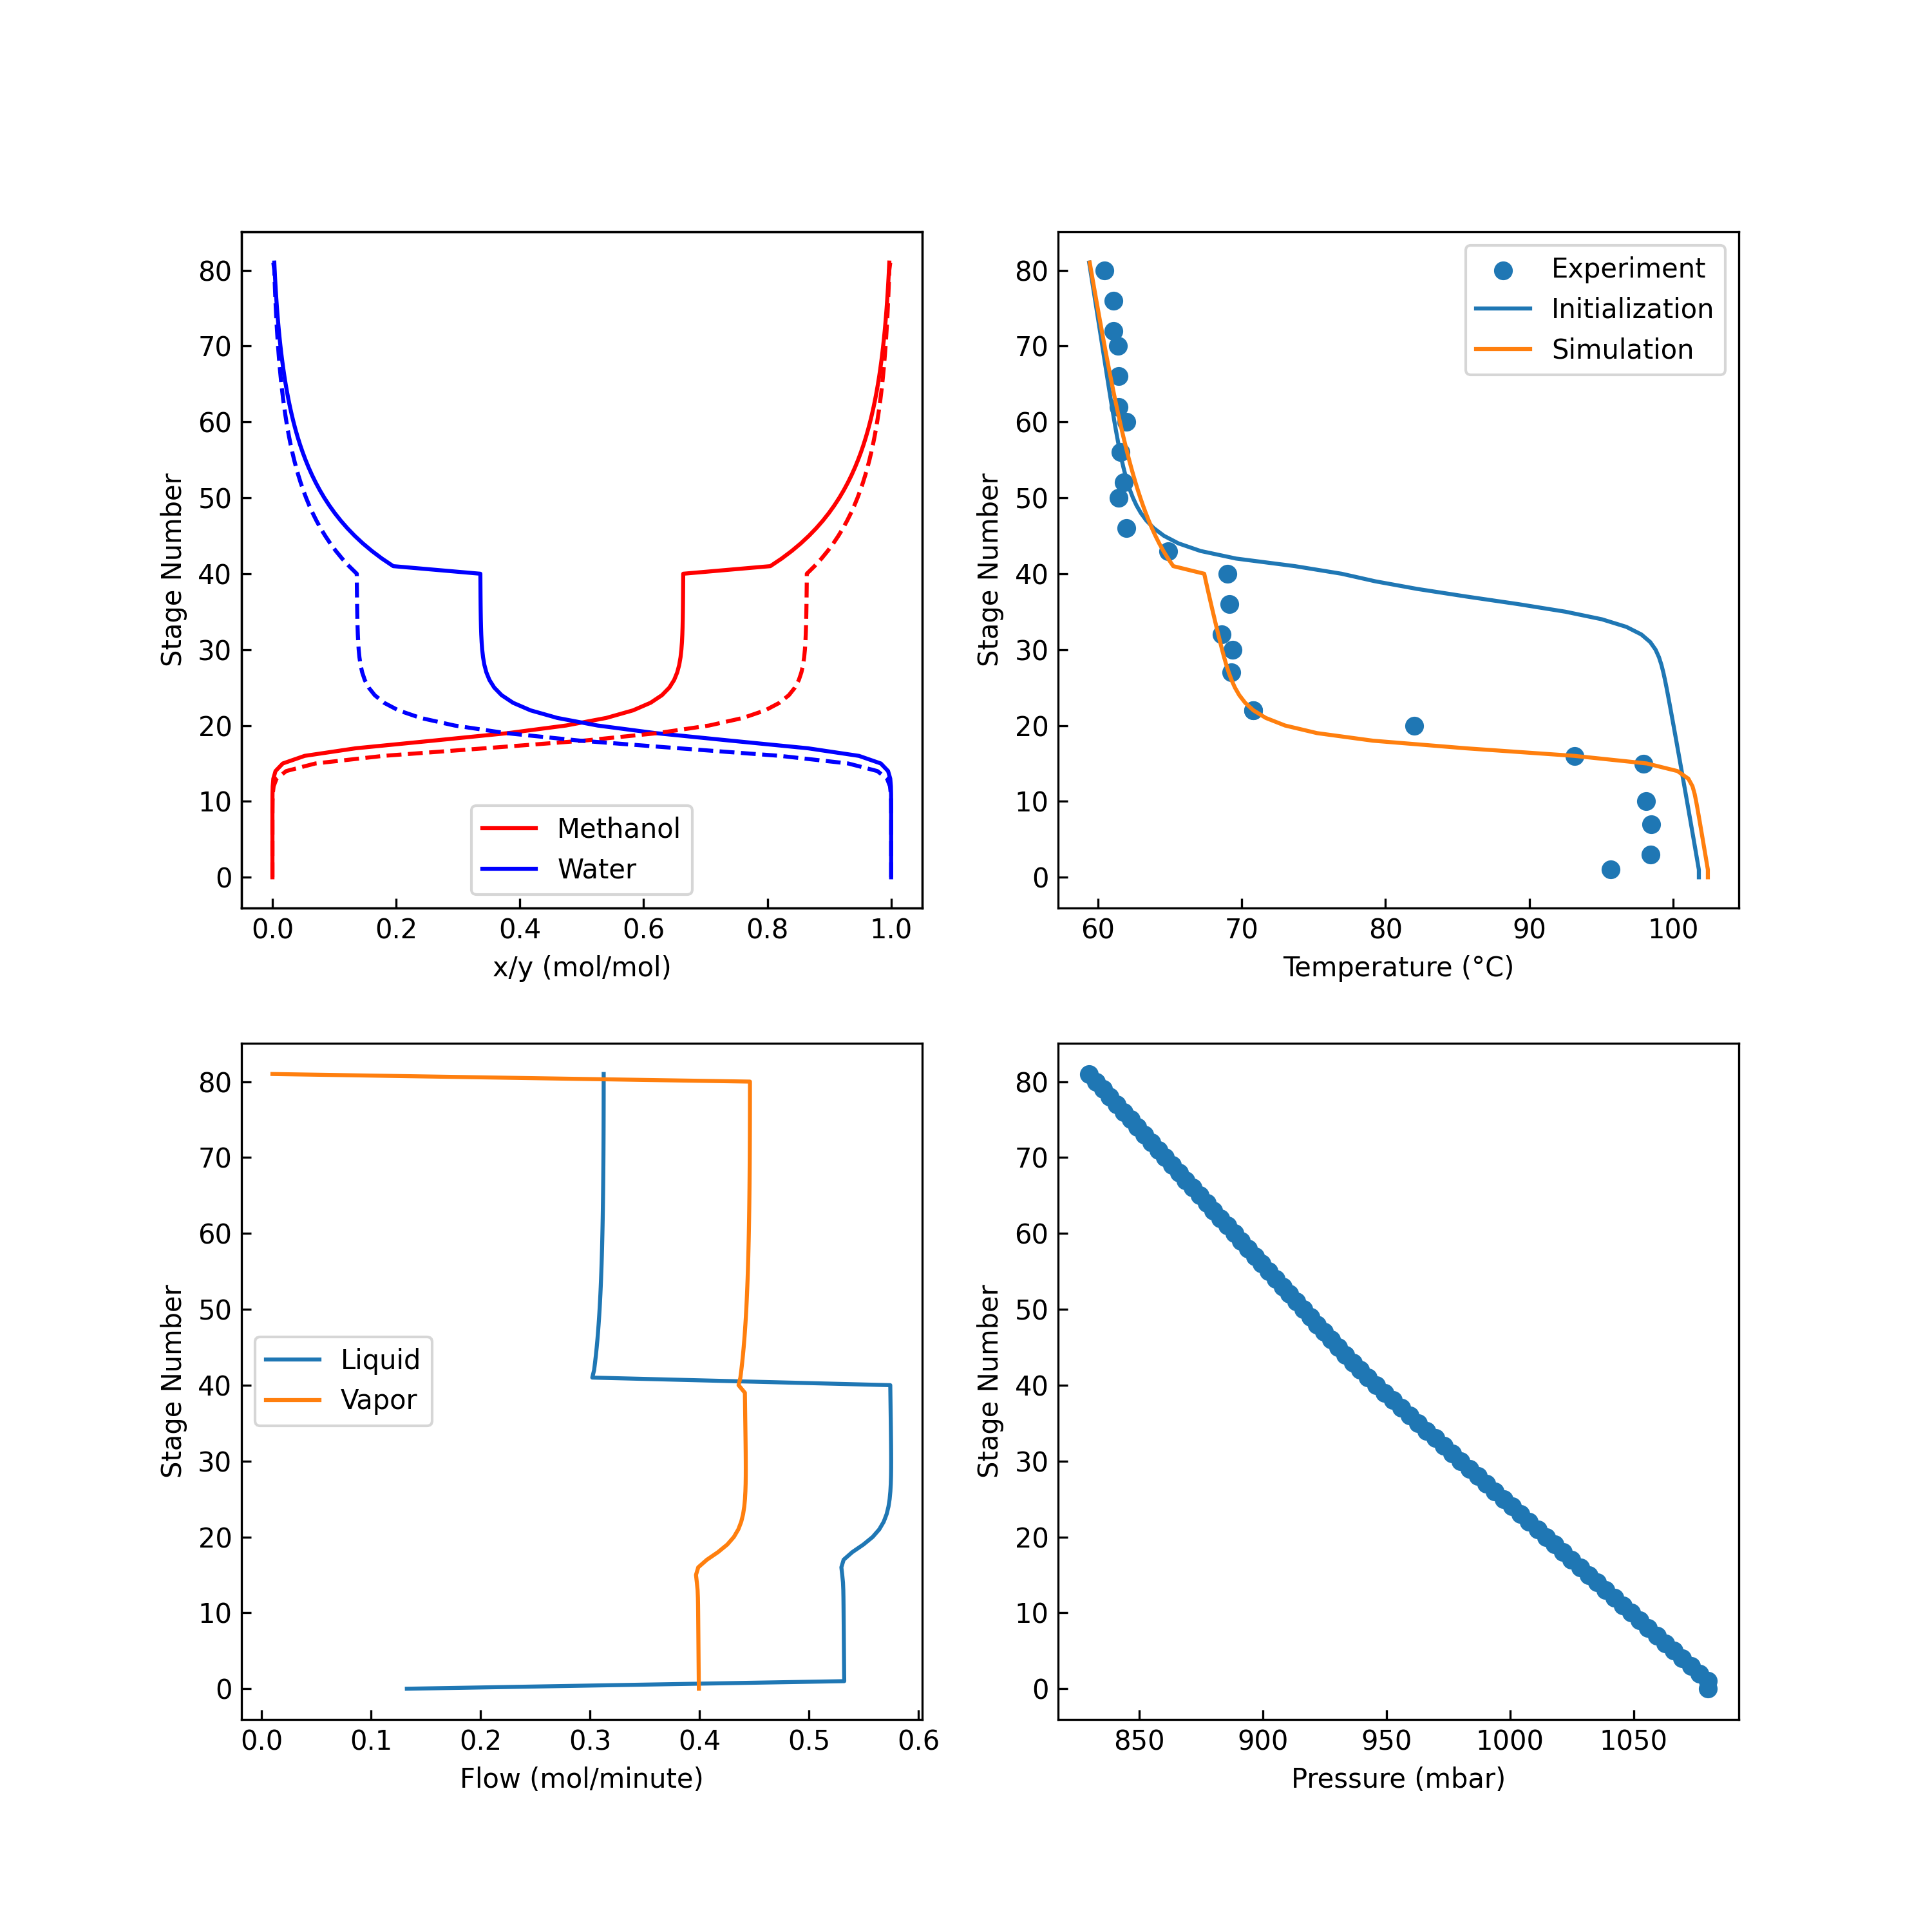 80
70
60
50
40
30
20
10
0
Stage Number
Methanol
Water
0.0 0.2 0.4 0.6 0.8 1.0
x/y (mol/mol)
80
70
60
50
40
30
20
10
0
Stage Number
Experiment
Initialization
Simulation
60 70 80 90 100
Temperature (°C)
80
70
60
50
40
30
20
10
0
Stage Number
Liquid
Vapor
0.0 0.1 0.2 0.3 0.4 0.5 0.6
Flow (mol/minute)
80
70
60
50
40
30
20
10
0
Stage Number
850 900 950 1000 1050
Pressure (mbar)